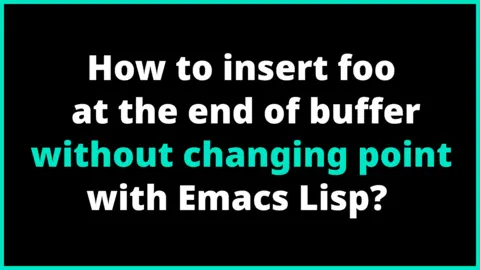 How to insert foo
at the end of buffer
without changing point
with Emacs Lisp?